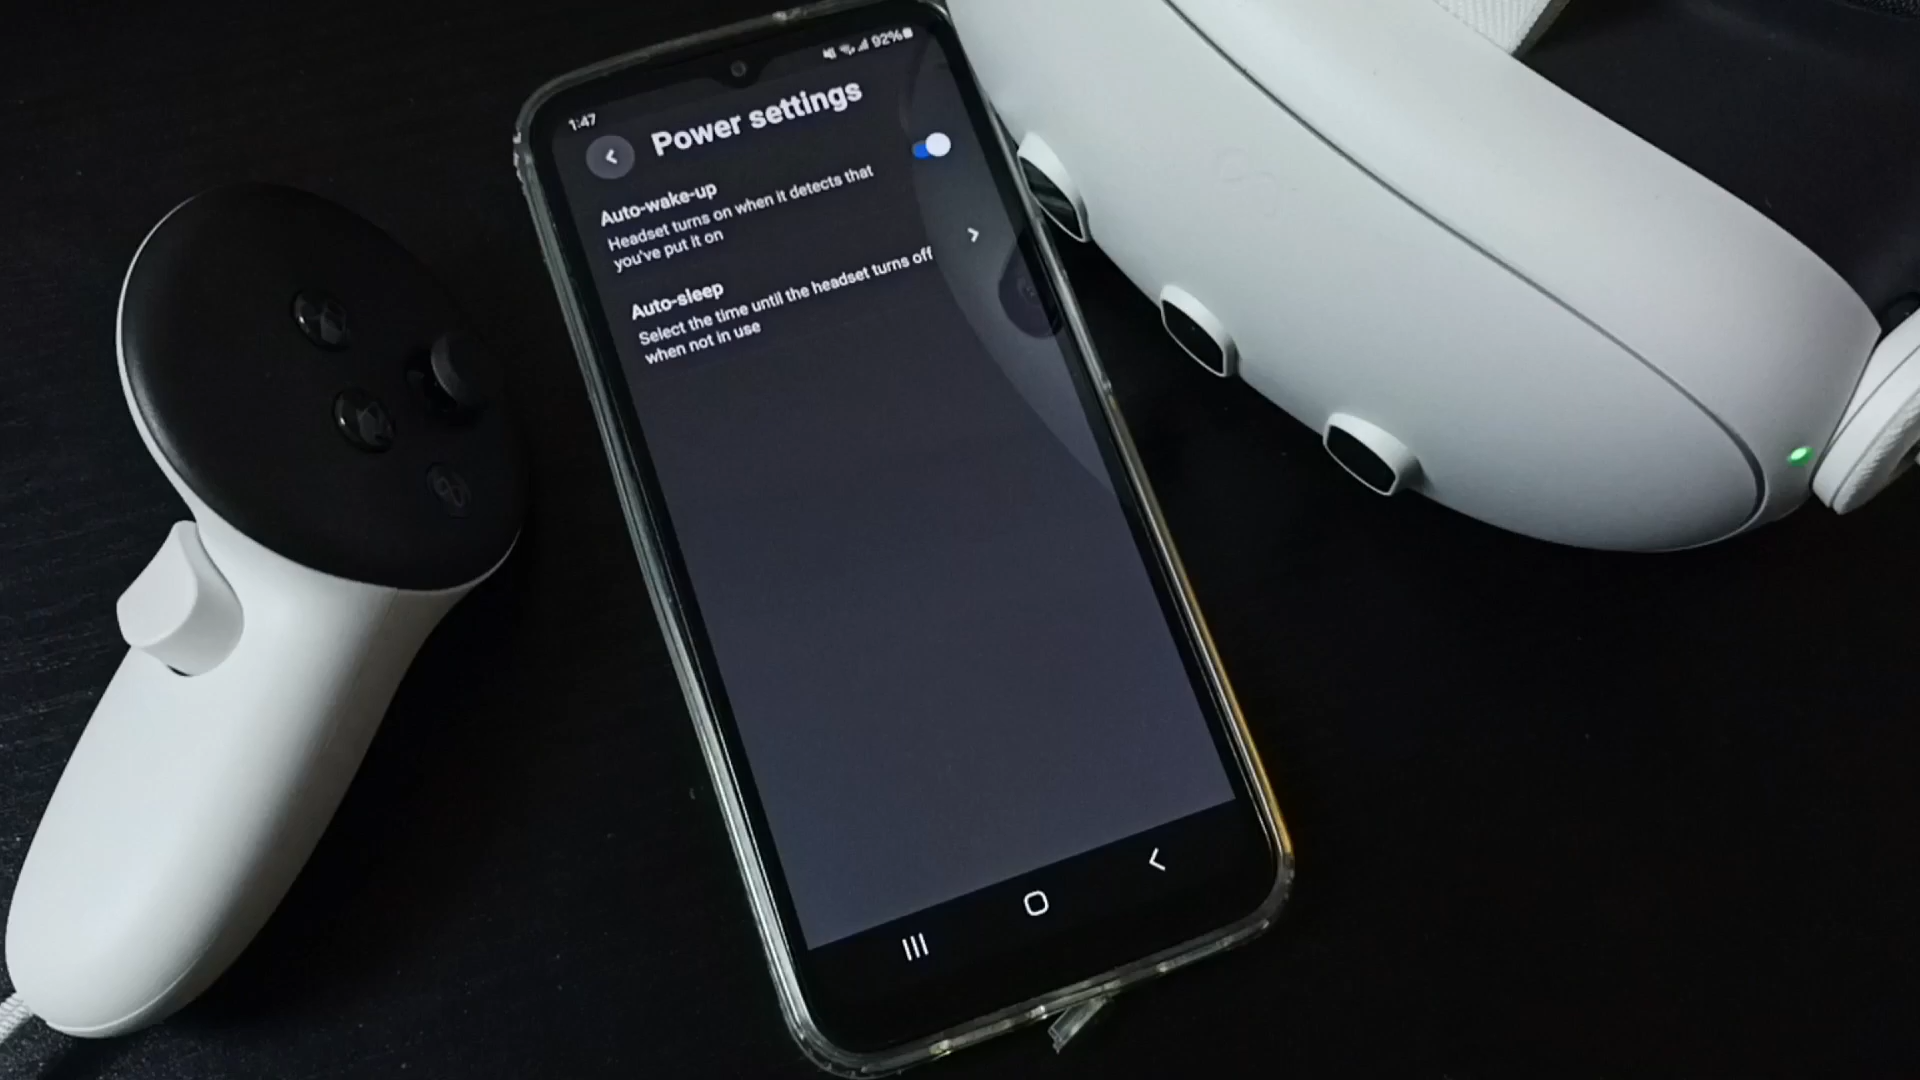 1:47
92%
Power settings
Auto-wake-up
Headset turns on when it detects that
you've put it on
Auto-sleep
Select the time until the headset turns off
when not in use